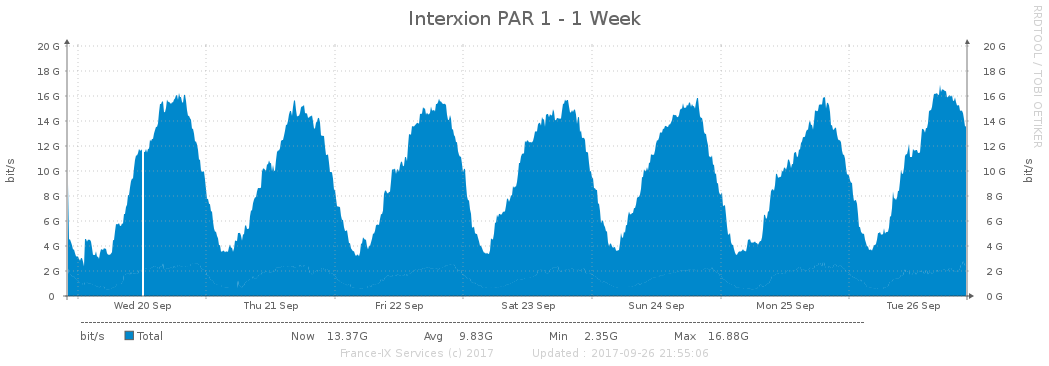 Interxion PAR 1 - 1 Week
RRDTOOL / TOBI OETIKER
20 G 20 G
18 G 18 G
16 G 16 G
14 G 14 G
12 G 12 G
10 G 10 G
8 G 8 G
6 G 6 G
4 G 4 G
2 G 2 G
0 0 G
bit/s bit/s
Wed 20 Sep Thu 21 Sep Fri 22 Sep Sat 23 Sep Sun 24 Sep Mon 25 Sep Tue 26 Sep
bit/s Total Now 13.37G Avg 9.83G Min 2.35G Max 16.88G
France-IX Services (c) 2017 Updated : 2017-09-26 21:55:06